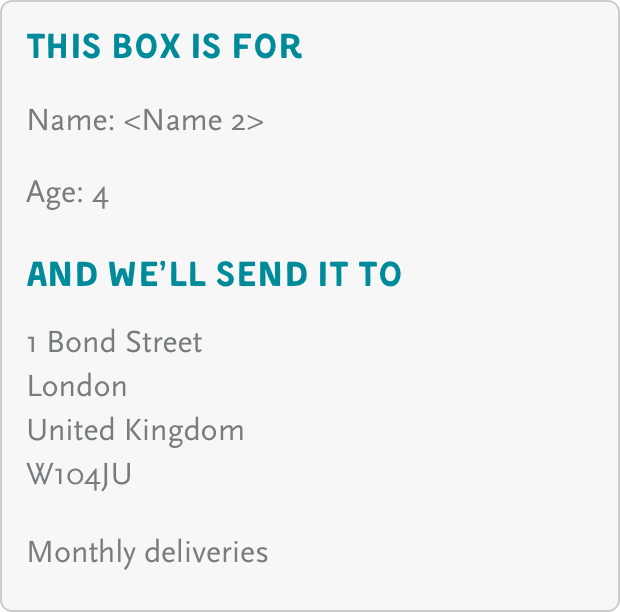 THIS BOX IS FOR
Name: <Name 2>
Age: 4
AND WE’LL SEND IT TO
1 Bond Street
London
United Kingdom
W104JU
Monthly deliveries